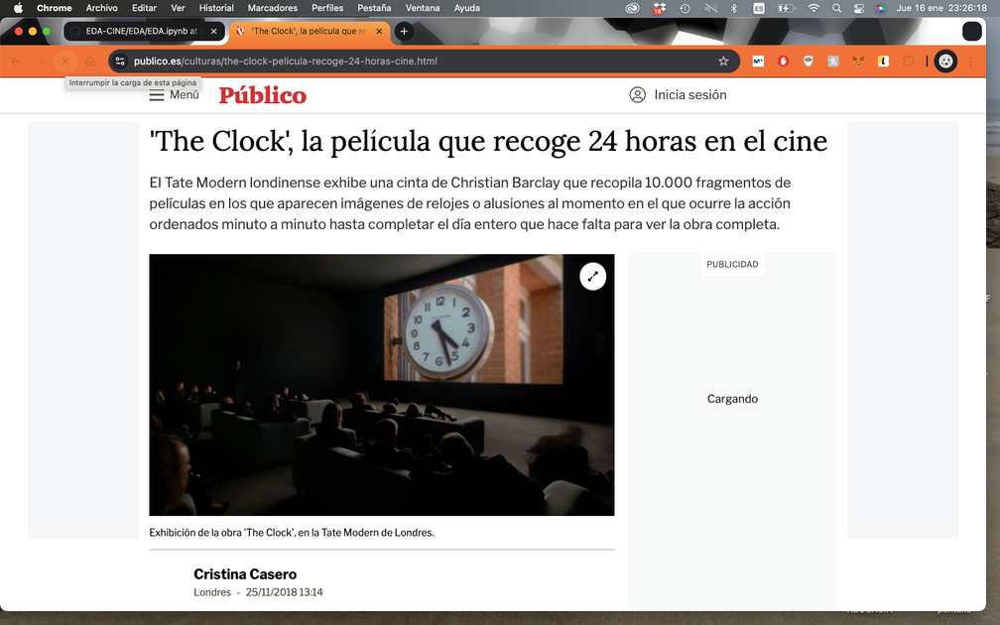 Chrome Archivo Editar Ver Historial Marcadores Perfiles Pestaña Ventana Ayuda
18
ES
Jue 16 ene 23:26:18
EDA-CINE/EDA/EDA.ipynb at
'The Clock', la película que re
publico.es/culturas/the-clock-pelicula-recoge-24-horas-cine.html
Interrumpir la carga de esta página
Menú
Público
Inicia sesión
'The Clock', la película que recoge 24 horas en el cine
El Tate Modern londinense exhibe una cinta de Christian Barclay que recopila 10.000 fragmentos de
películas en los que aparecen imágenes de relojes o alusiones al momento en el que ocurre la acción
ordenados minuto a minuto hasta completar el día entero que hace falta para ver la obra completa.
12
1
2
3
4
5
6
7
8
9
10
11
PUBLICIDAD
Cargando
Exhibición de la obra 'The Clock', en la Tate Modern de Londres.
Cristina Casero
Londres - 25/11/2018 13:14